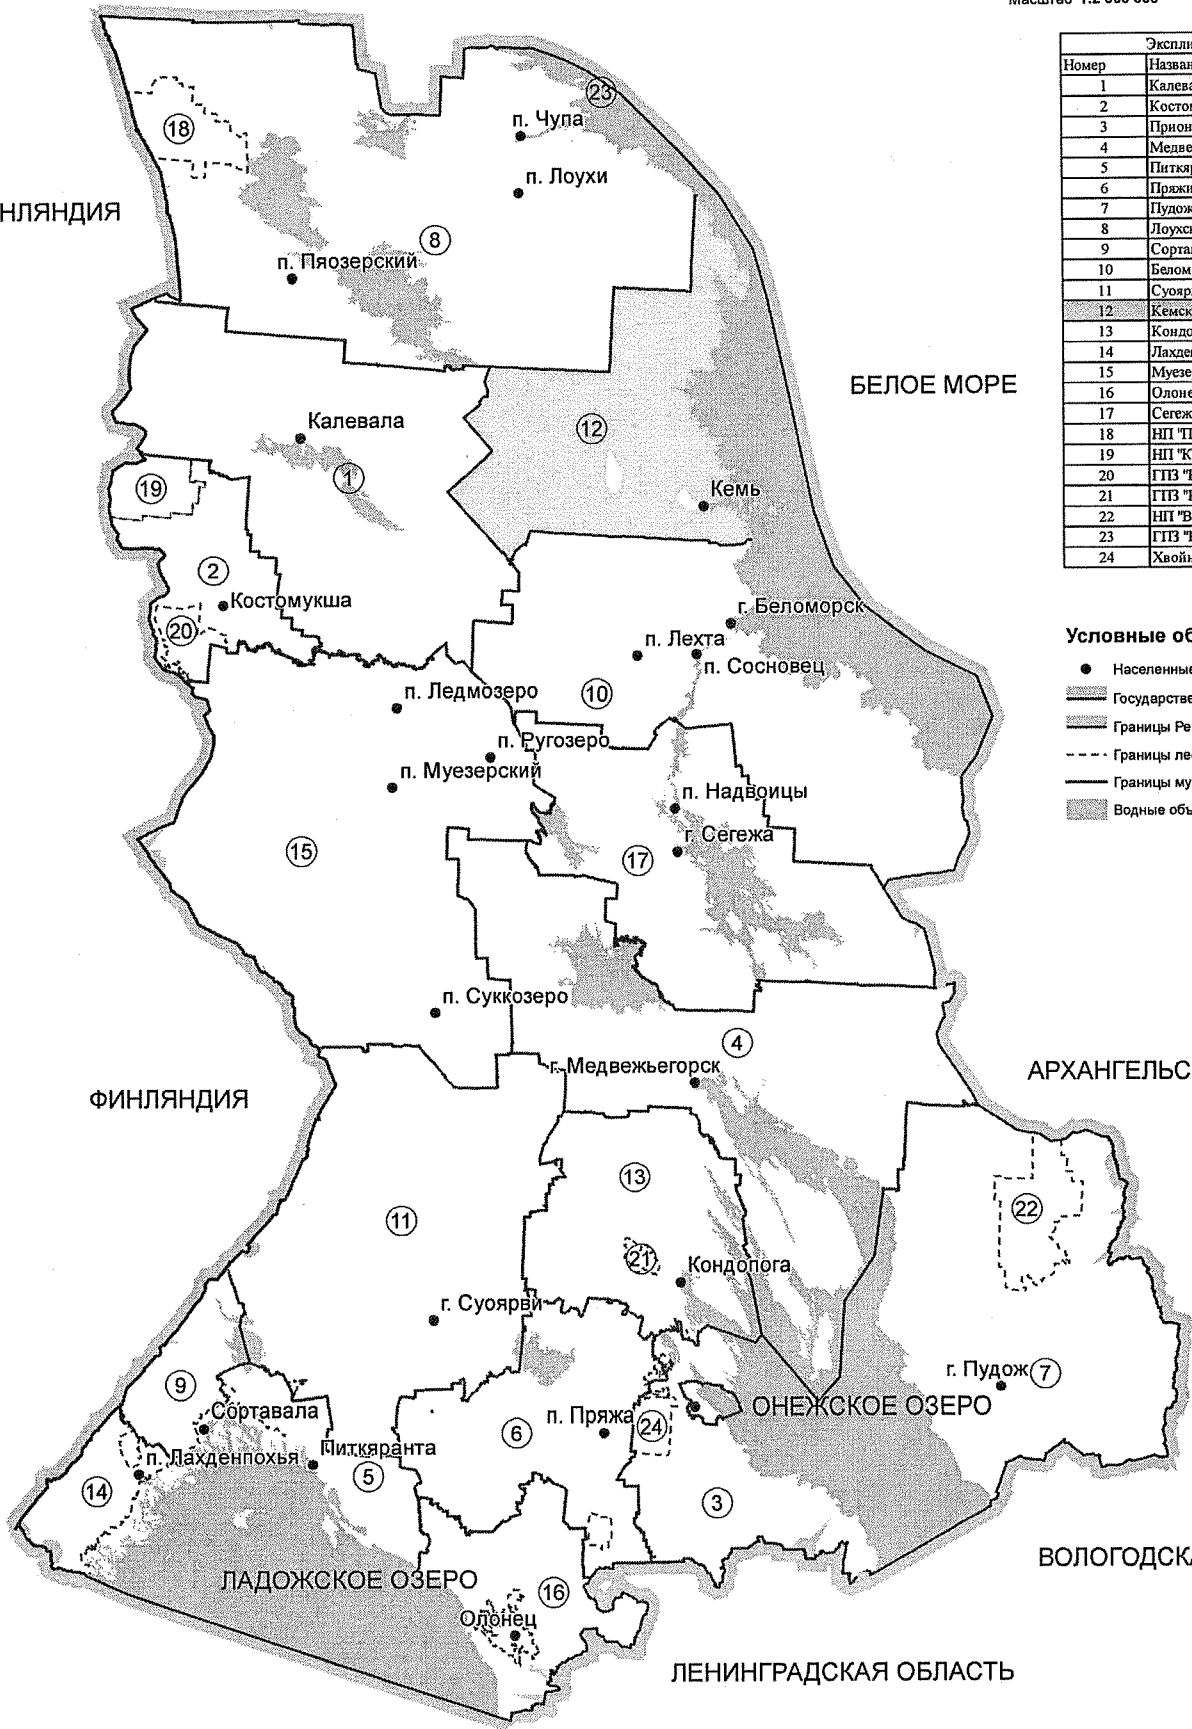 Масштаб 1:2 000 000
Экспли
Номер Назван
1 Калева
2 Костом
3 Прион
4 Медве
5 Питкяр
6 Пряжи
7 Пудож
8 Лоухск
9 Сортав
10 Белом
11 Суояр
12 Кемск
13 Кондо
14 Лахден
15 Муезе
16 Олоне
17 Сегеж
18 НП "П
19 НП "К
20 ГПЗ "К
21 ГПЗ "К
22 НП "В
23 ГПЗ "К
24 Хвойн
Условные об
Населенные
Государстве
Границы Ре
Границы ле
Границы му
Водные объ
23
п. Чупа
18
п. Лоухи
НЛЯНДИЯ
8
п. Пяозерский
БЕЛОЕ МОРЕ
Калевала
12
1
19
Кемь
2
Костомукша
г. Беломорск
20
п. Лехта
п. Сосновец
п. Ледмозеро
10
п. Ругозеро
п. Муезерский
п. Надвоицы
г. Сегежа
15
17
п. Суккозеро
4
г. Медвежьегорск
АРХАНГЕЛЬС
ФИНЛЯНДИЯ
13
11
22
21
Кондопога
г. Суоярви
г. Пудож
7
9
Сортавала
ОНЕЖСКОЕ ОЗЕРО
п. Пряжа
24
6
Питкяранта
п. Лахденпохья
5
14
3
ВОЛОГОДСКА
ЛАДОЖСКОЕ ОЗЕРО
16
Олонец
ЛЕНИНГРАДСКАЯ ОБЛАСТЬ